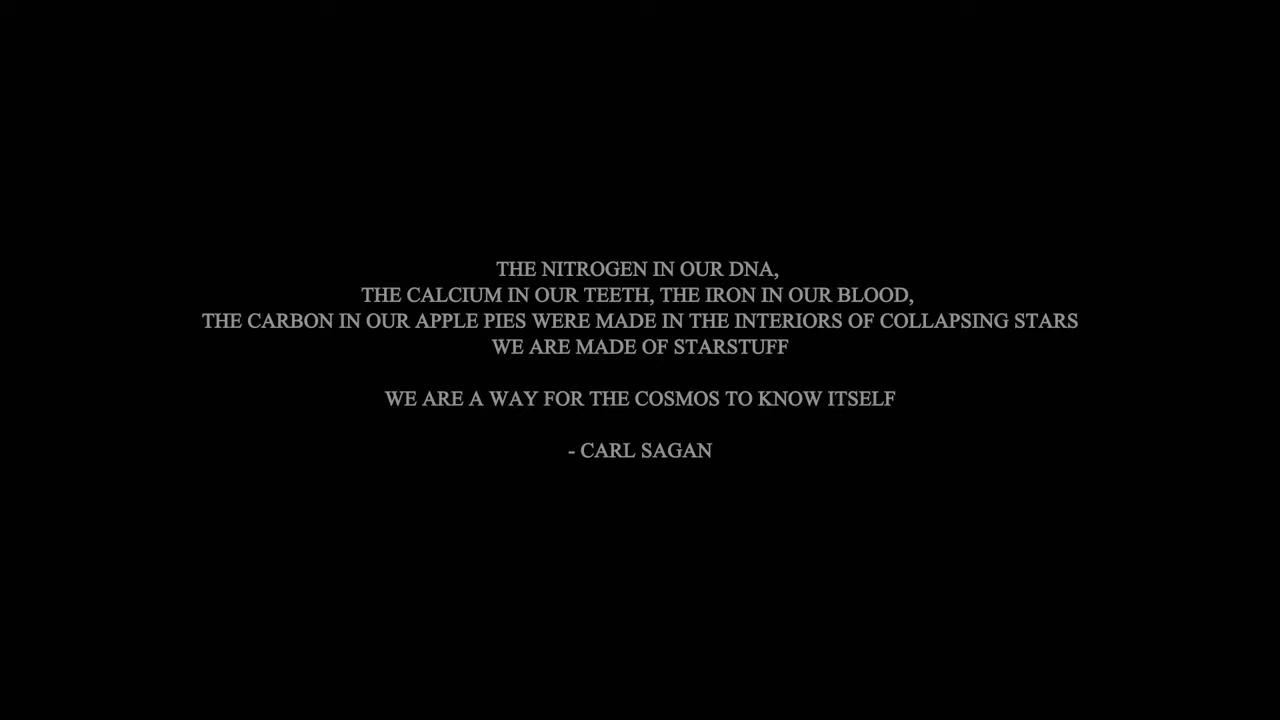 THE NITROGEN IN OUR DNA,
THE CALCIUM IN OUR TEETH, THE IRON IN OUR BLOOD,
THE CARBON IN OUR APPLE PIES WERE MADE IN THE INTERIORS OF COLLAPSING STARS
WE ARE MADE OF STARSTUFF
WE ARE A WAY FOR THE COSMOS TO KNOW ITSELF
- CARL SAGAN